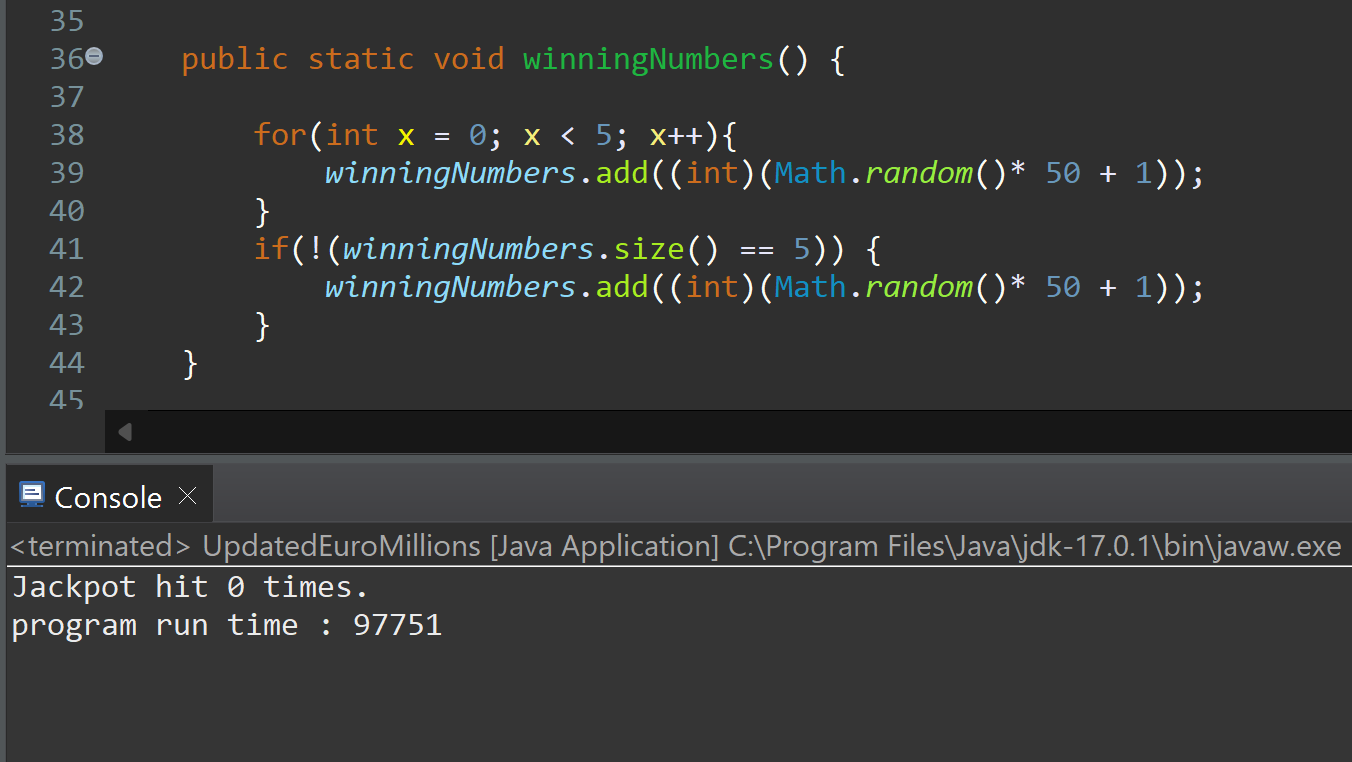 35
36 public static void winningNumbers() {
37
38 for(int x = 0; x < 5; x++){
39 winningNumbers.add((int)(Math.random()* 50 + 1));
40 }
41 if(!(winningNumbers.size() == 5)) {
42 winningNumbers.add((int)(Math.random()* 50 + 1));
43 }
44 }
45
Console
<terminated> UpdatedEuroMillions [Java Application] C:\Program Files\Java\jdk-17.0.1\bin\javaw.exe
Jackpot hit 0 times.
program run time : 97751